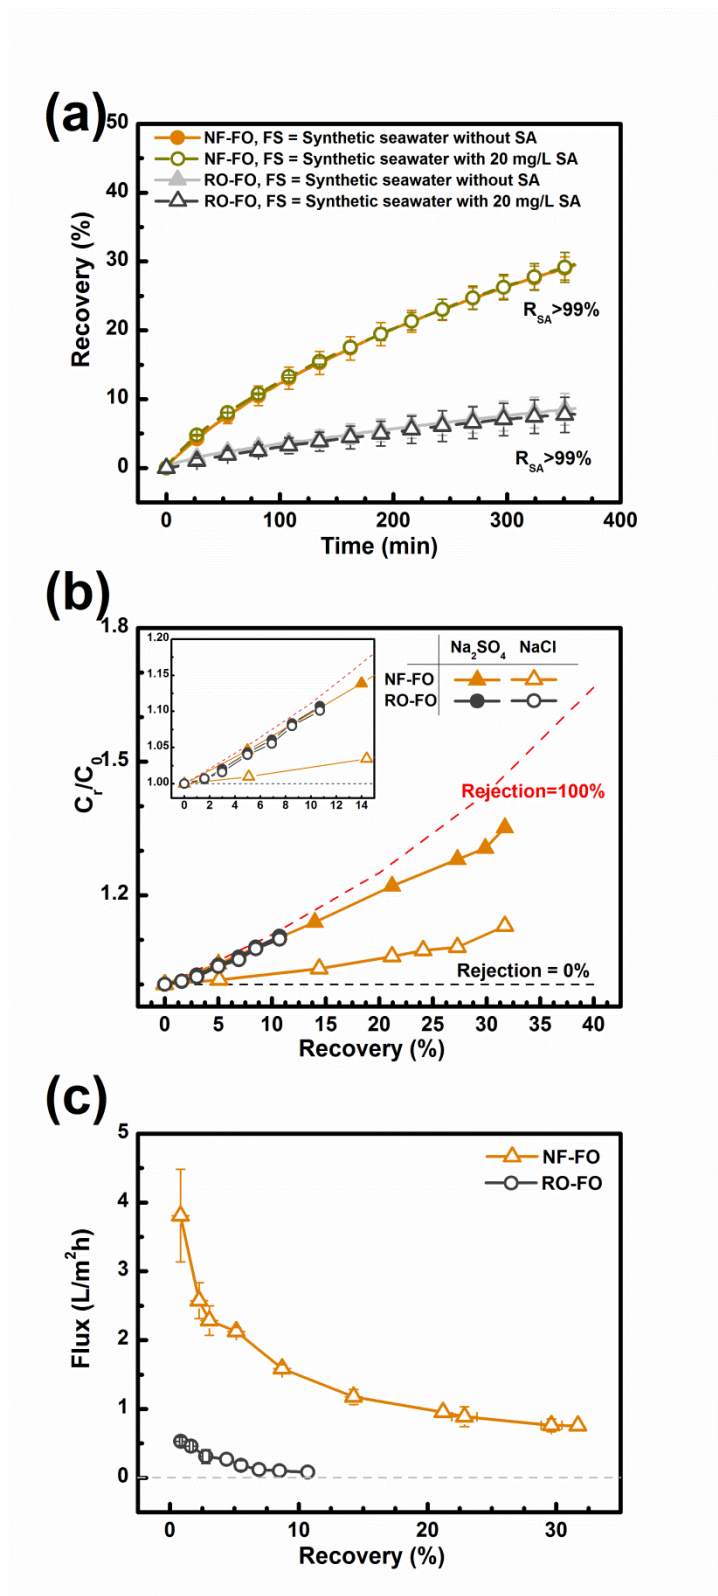 (a)
50
40
30
20
10
0
Recovery (%)
NF-FO, FS = Synthetic seawater without SA
NF-FO, FS = Synthetic seawater with 20 mg/L SA
RO-FO, FS = Synthetic seawater without SA
RO-FO, FS = Synthetic seawater with 20 mg/L SA
R_SA>99%
R_SA>99%
0 100 200 300 400
Time (min)
(b)
1.8
1.5
1.2
C_r/C_0
1.20
1.15
1.10
1.05
1.00
0 2 4 6 8 10 12 14
Na₂SO₄ NaCl
NF-FO
RO-FO
Rejection=100%
Rejection = 0%
0 5 10 15 20 25 30 35 40
Recovery (%)
(c)
5
4
3
2
1
0
Flux (L/m²h)
NF-FO
RO-FO
0 10 20 30
Recovery (%)